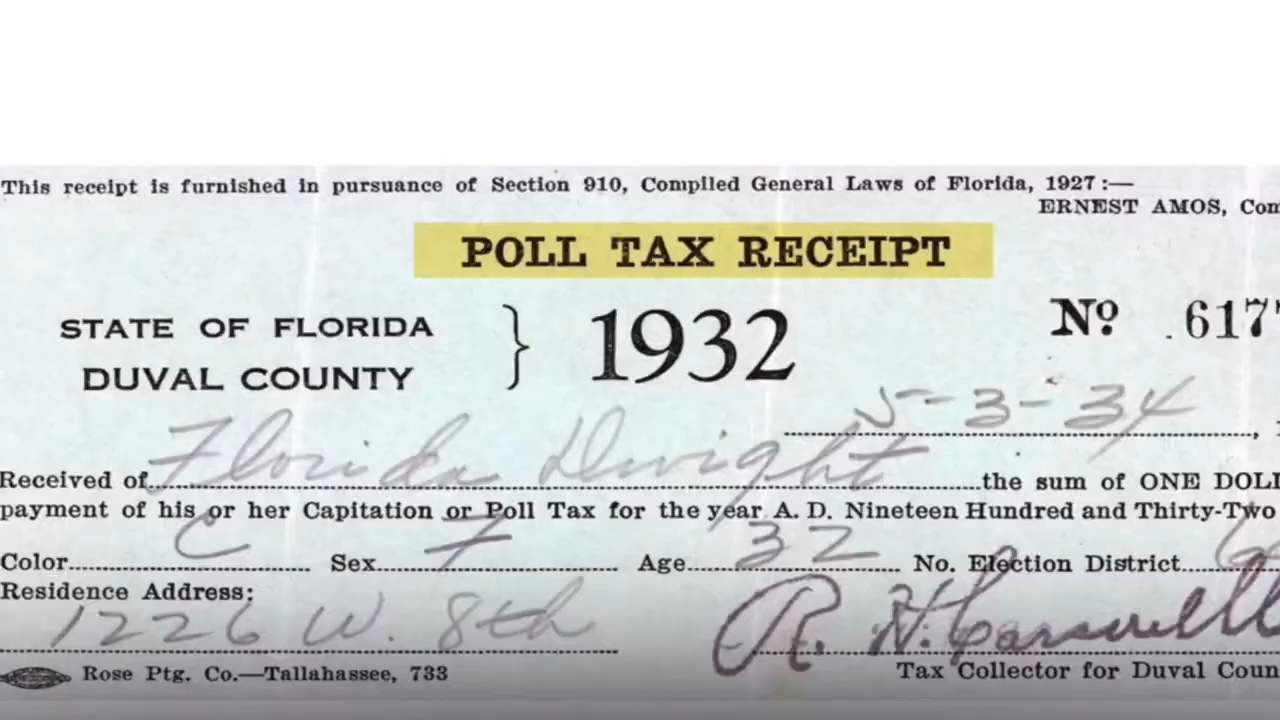 This receipt is furnished in pursuance of Section 910, Compiled General Laws of Florida, 1927:—
ERNEST AMOS, Com
POLL TAX RECEIPT
STATE OF FLORIDA
DUVAL COUNTY } 1932 No .617
5-3-34
Received of Florida Dwight the sum of ONE DOLL
payment of his or her Capitation or Poll Tax for the year A. D. Nineteen Hundred and Thirty-Two
Color C Sex F Age 32 No. Election District 6
Residence Address:
1226 W. 8th R. H. Carswell
Rose Ptg. Co.—Tallahassee, 733 Tax Collector for Duval Coun